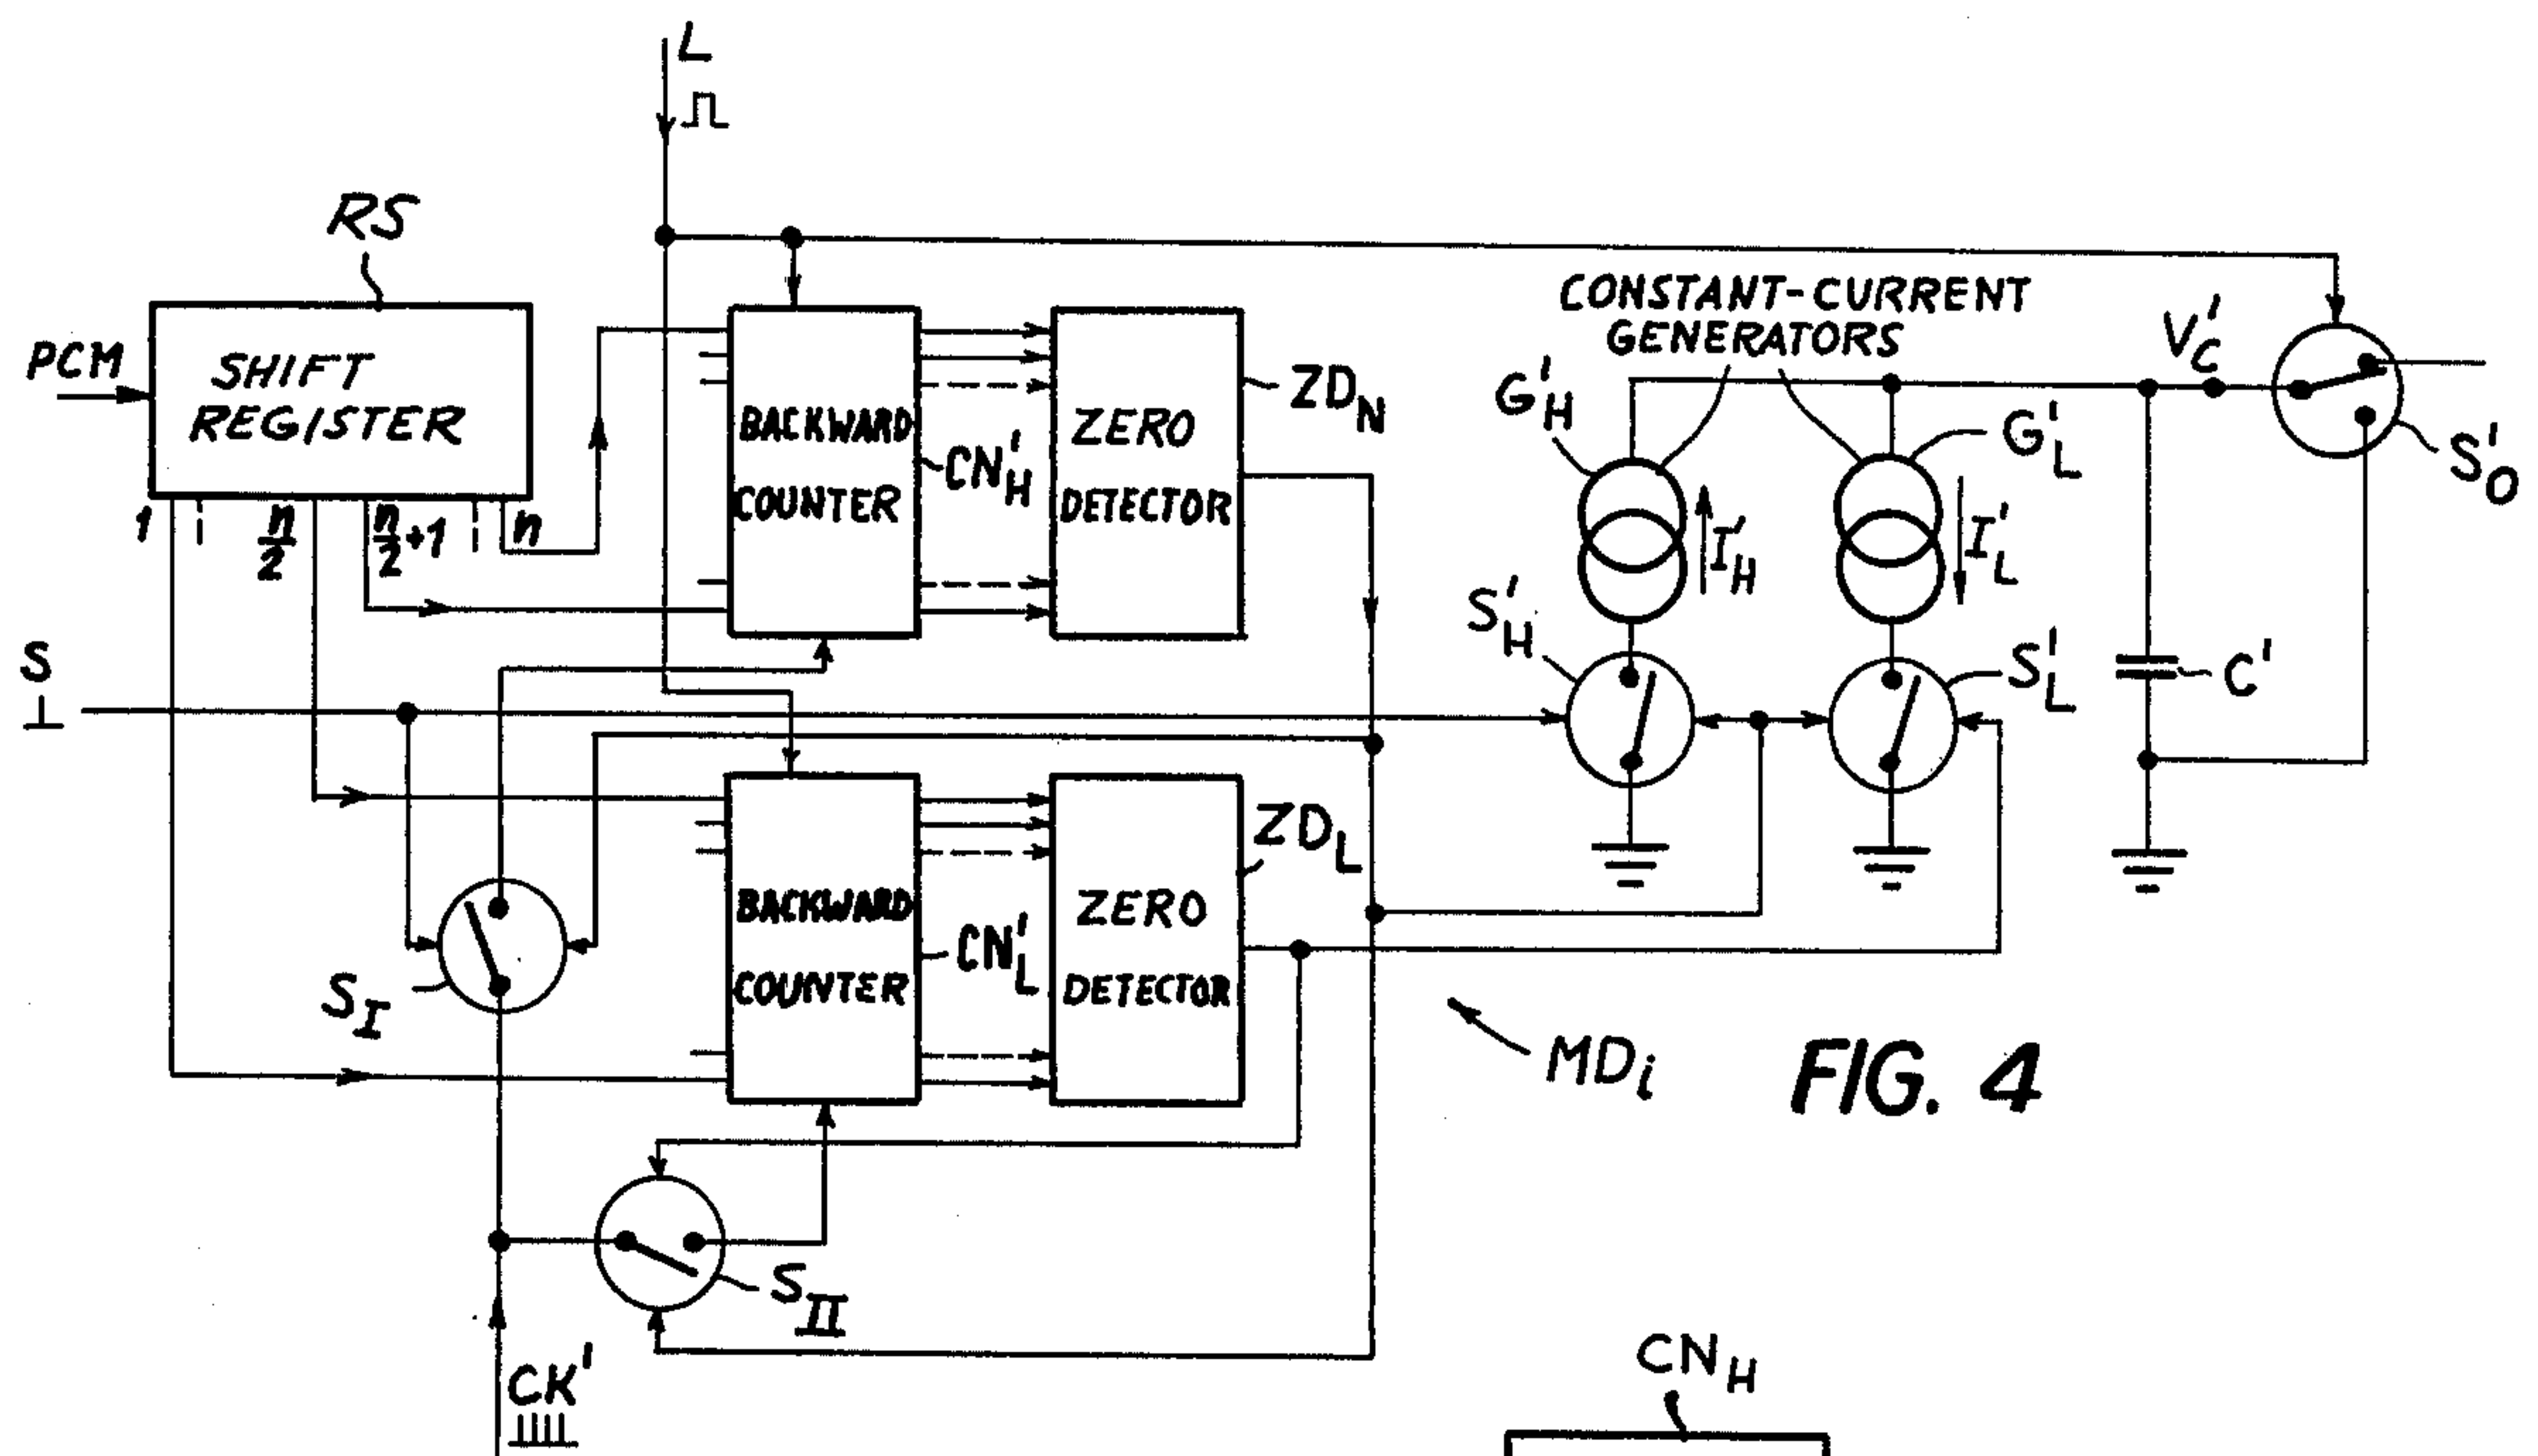 L
RS
PCM
SHIFT
REGISTER
1
n/2
n/2+1
n
BACKWARD
COUNTER
CN'H
ZERO
DETECTOR
ZDN
CONSTANT-CURRENT
GENERATORS
G'H
I'H
G'L
I'L
V'C
S'O
S
S'H
S'L
C'
BACKWARD
COUNTER
CN'L
ZERO
DETECTOR
ZDL
SI
SII
CK'
MDi
FIG. 4
CNH